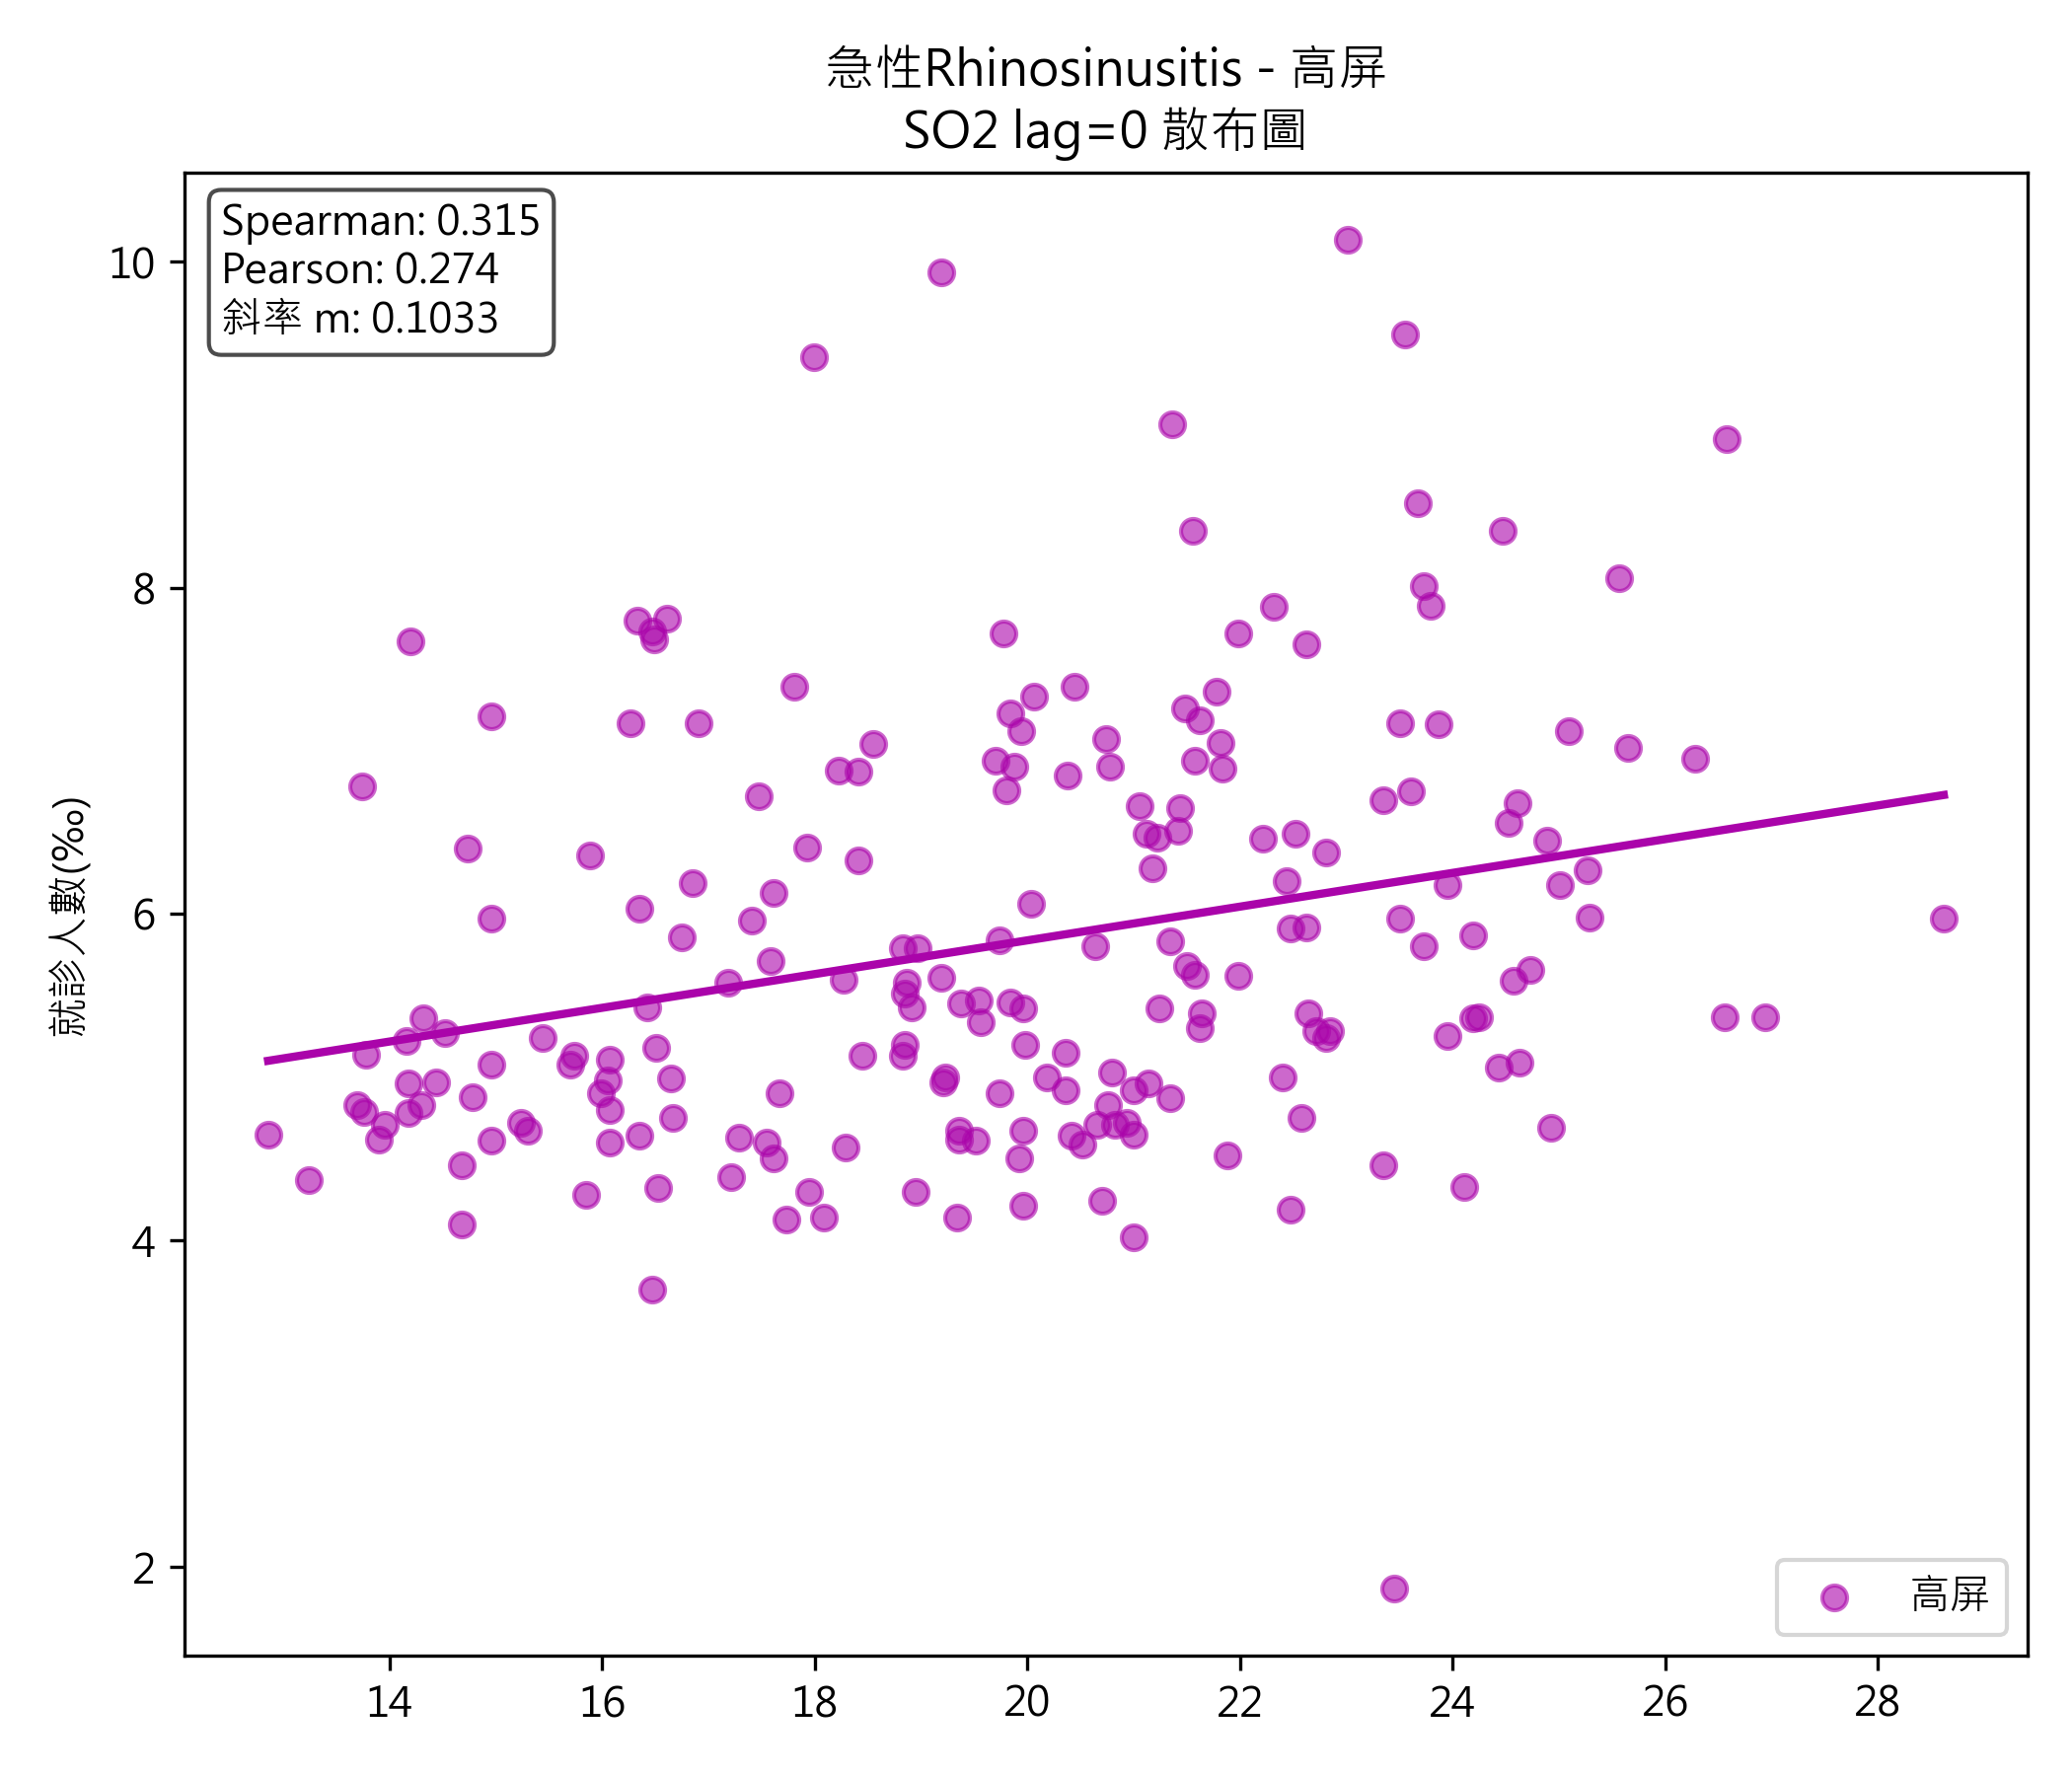 急性Rhinosinusitis - 高屏
SO2 lag=0 散布圖
Spearman: 0.315
Pearson: 0.274
斜率 m: 0.1033
就診人數(‰)
10
8
6
4
2
高屏
14 16 18 20 22 24 26 28